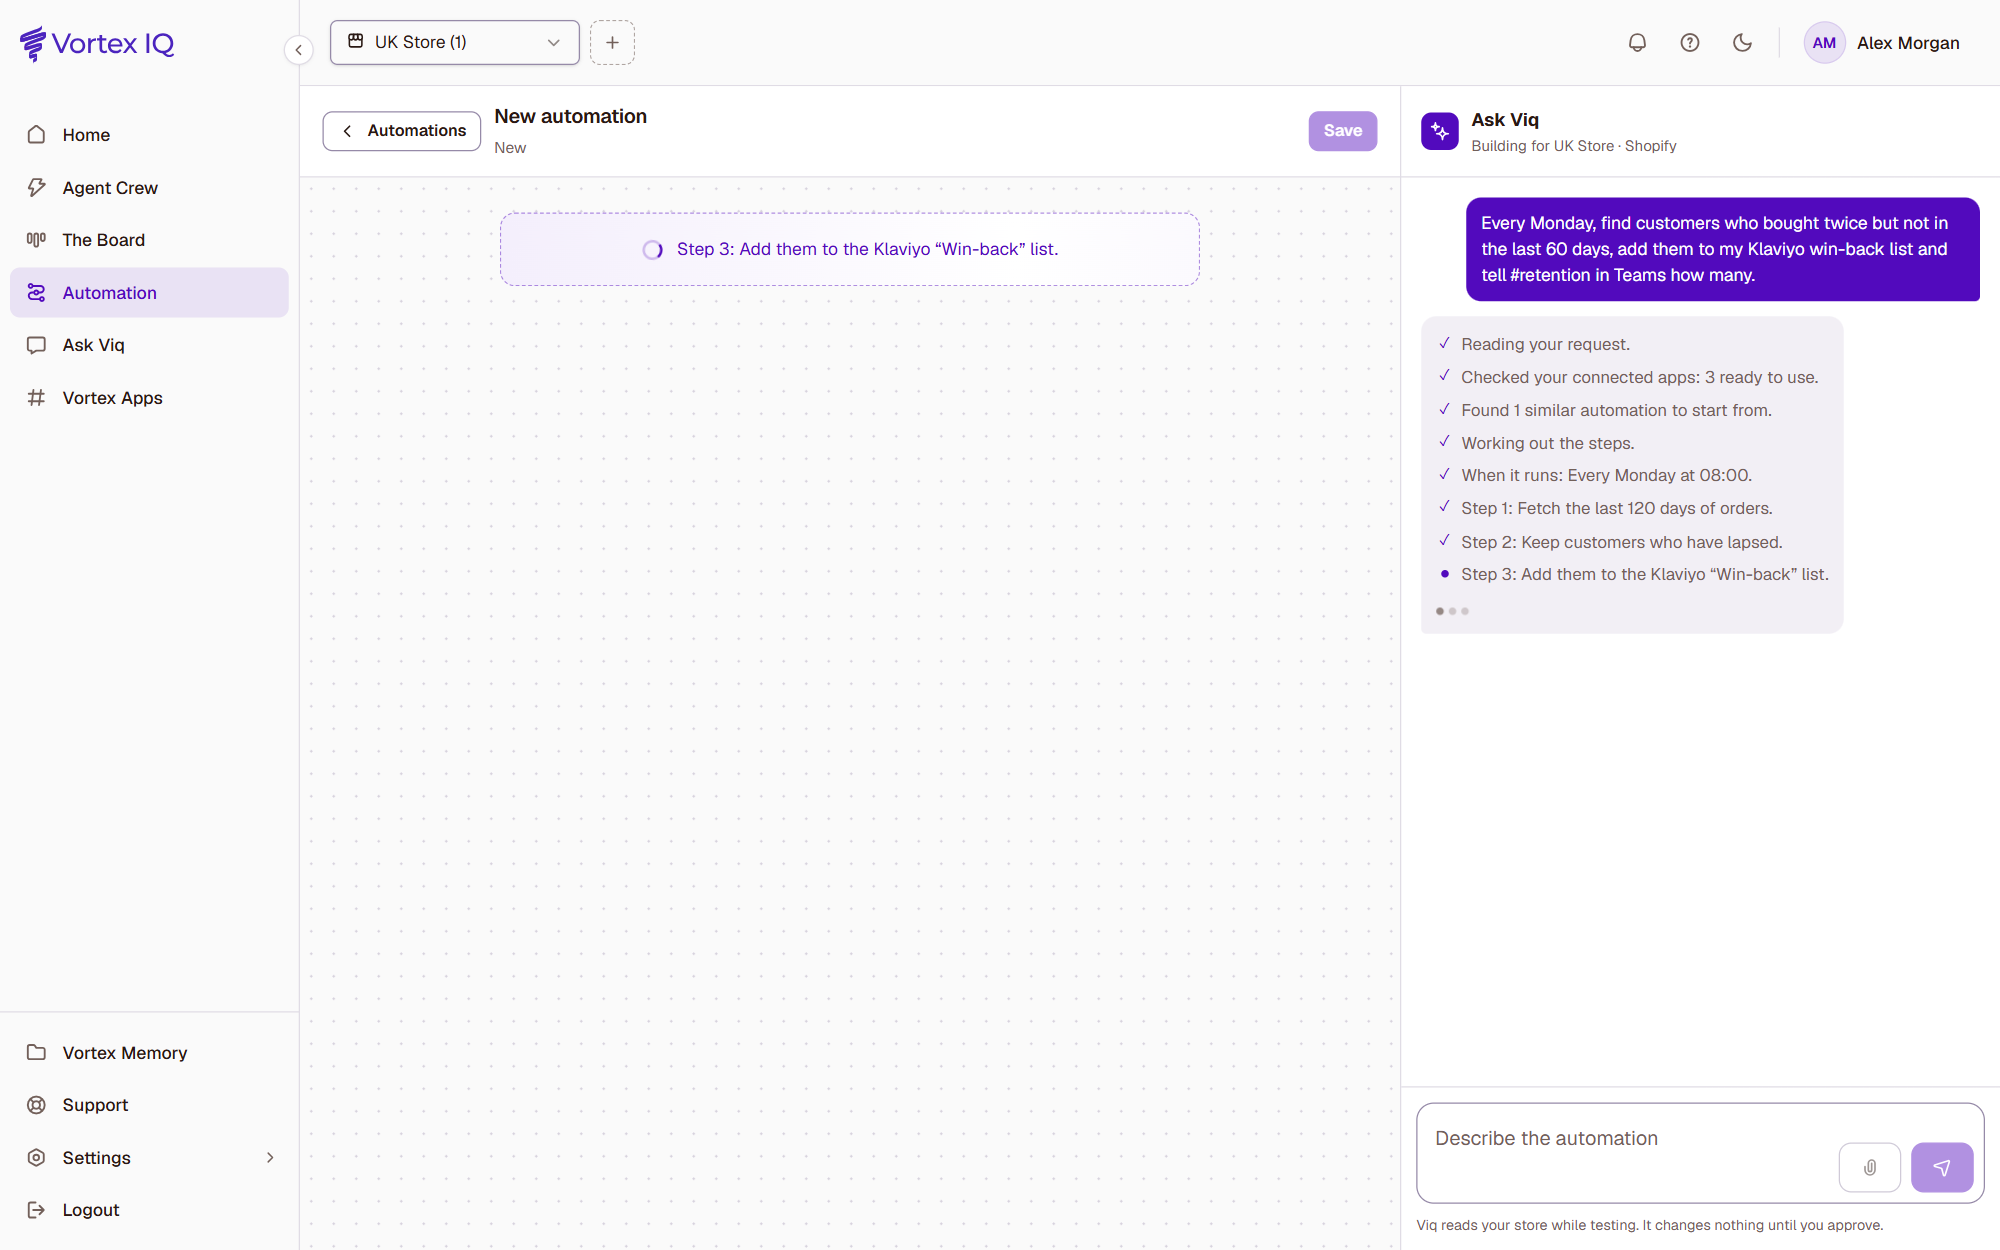 Vortex IQ
UK Store (1)
AM
Alex Morgan
Home
Agent Crew
The Board
Automation
Ask Viq
Vortex Apps
Vortex Memory
Support
Settings
Logout
Automations
New automation
New
Save
Step 3: Add them to the Klaviyo “Win-back” list.
Ask Viq
Building for UK Store · Shopify
Every Monday, find customers who bought twice but not in
the last 60 days, add them to my Klaviyo win-back list and
tell #retention in Teams how many.
Reading your request.
Checked your connected apps: 3 ready to use.
Found 1 similar automation to start from.
Working out the steps.
When it runs: Every Monday at 08:00.
Step 1: Fetch the last 120 days of orders.
Step 2: Keep customers who have lapsed.
Step 3: Add them to the Klaviyo “Win-back” list.
Describe the automation
Viq reads your store while testing. It changes nothing until you approve.